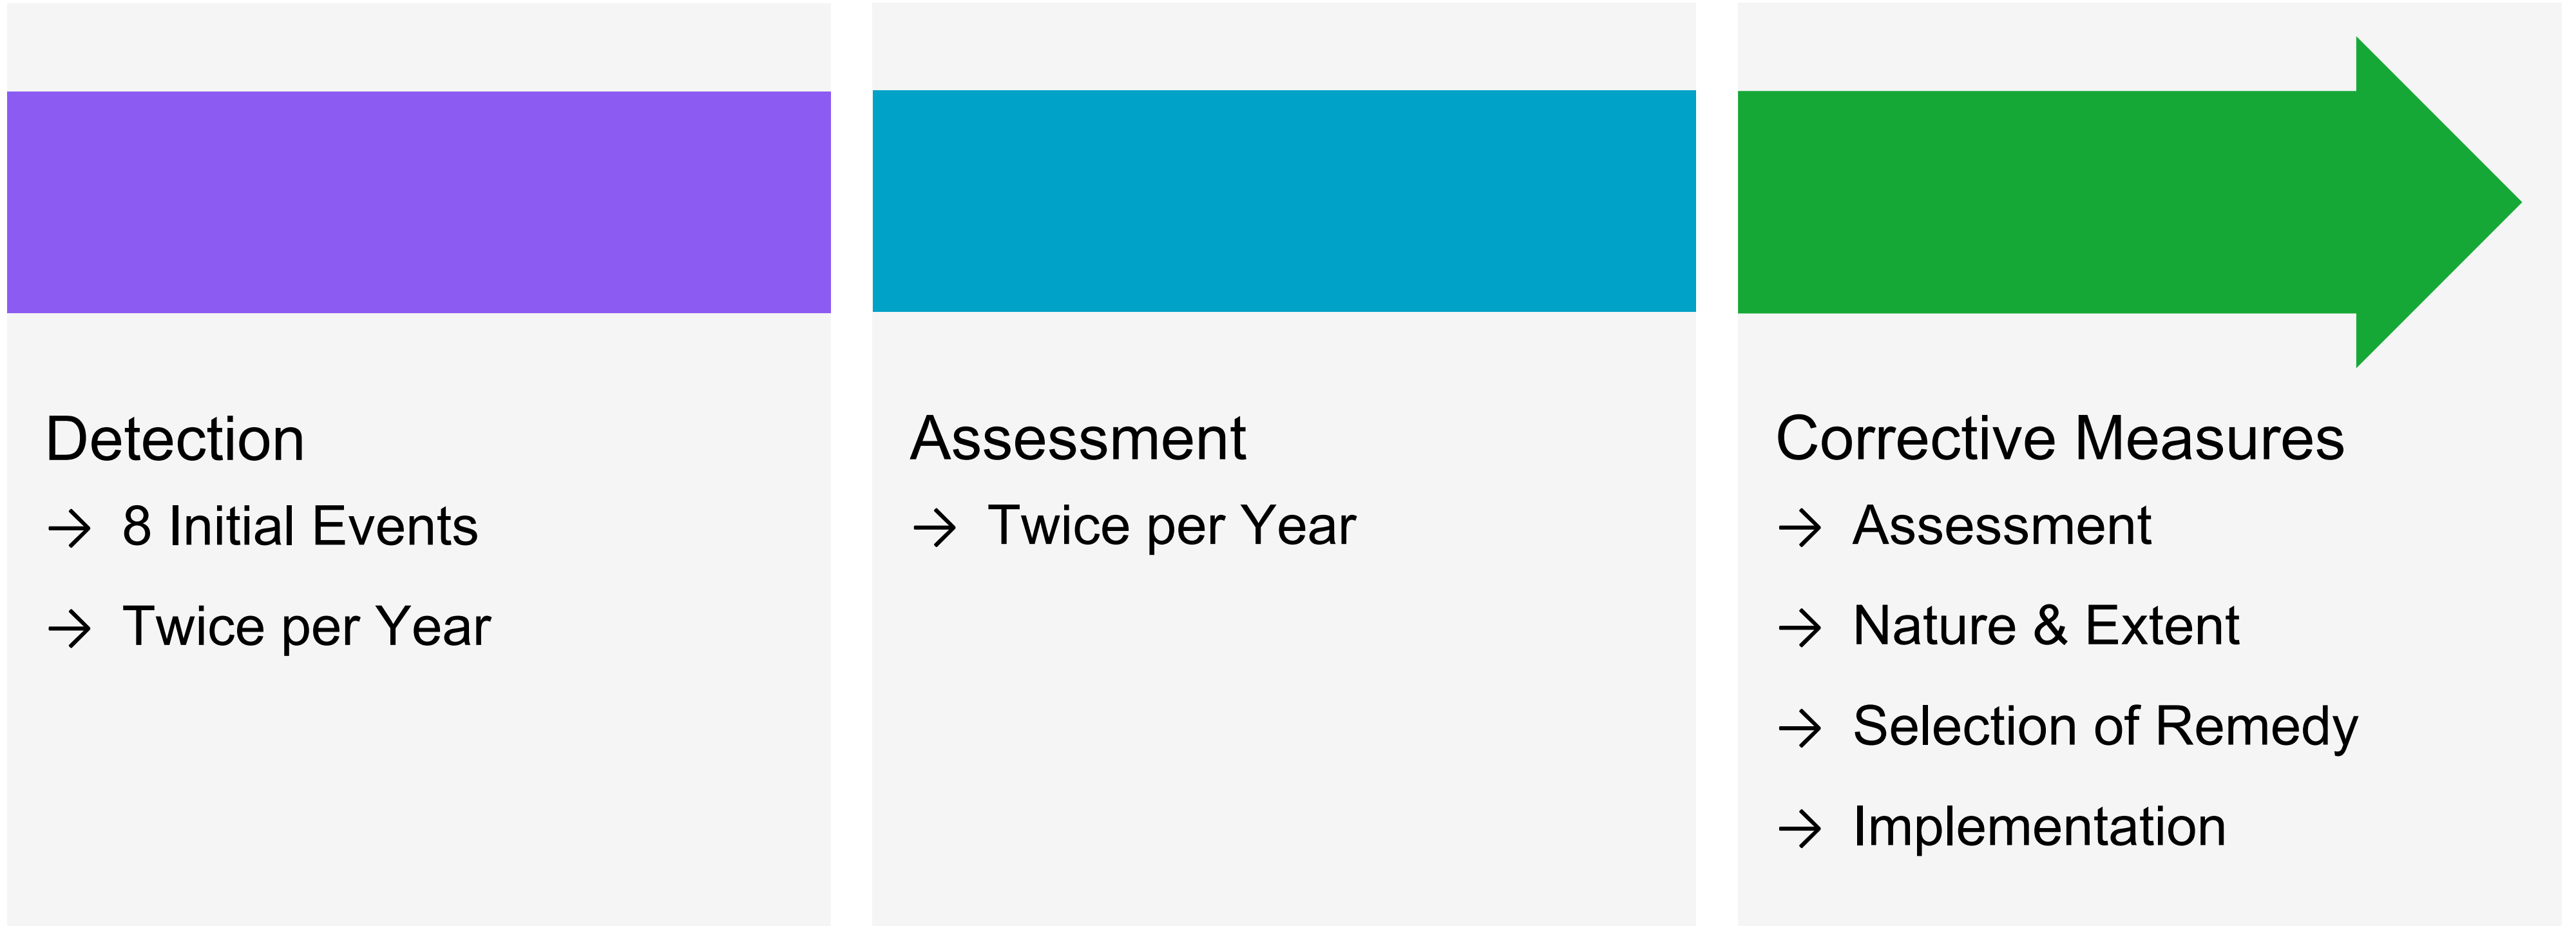 Detection
→ 8 Initial Events
→ Twice per Year
Assessment
→ Twice per Year
Corrective Measures
→ Assessment
→ Nature & Extent
→ Selection of Remedy
→ Implementation